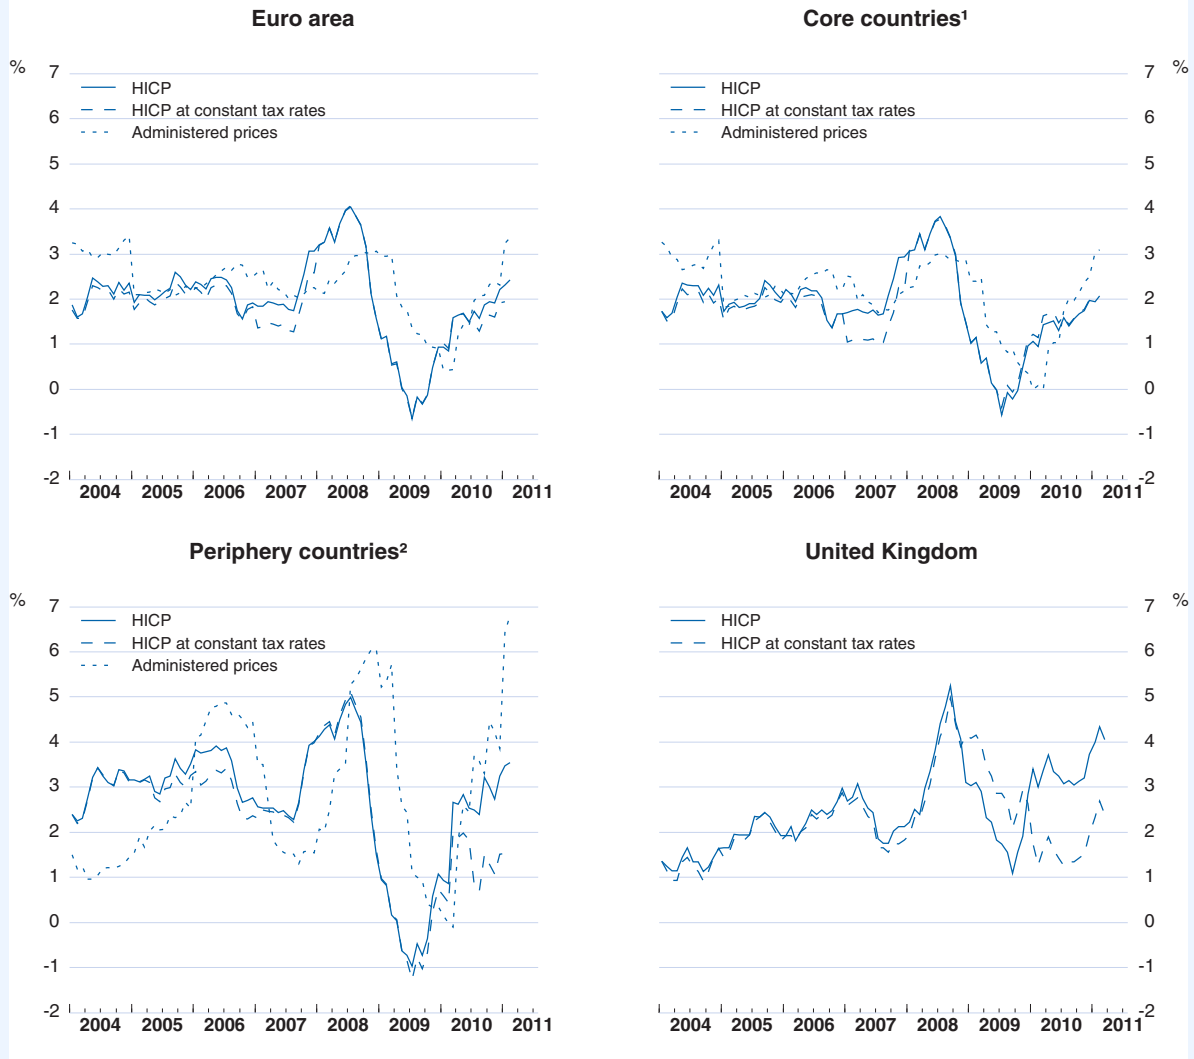 Euro area
%
7
HICP
HICP at constant tax rates
6
Administered prices
5
4
3
2
1
0
-1
-2
2004 2005 2006 2007 2008 2009 2010 2011
Core countries¹
7 %
HICP
HICP at constant tax rates
6
Administered prices
5
4
3
2
1
0
-1
-2
2004 2005 2006 2007 2008 2009 2010 2011
Periphery countries²
%
7
HICP
HICP at constant tax rates
6
Administered prices
5
4
3
2
1
0
-1
-2
2004 2005 2006 2007 2008 2009 2010 2011
United Kingdom
7 %
HICP
HICP at constant tax rates
6
5
4
3
2
1
0
-1
-2
2004 2005 2006 2007 2008 2009 2010 2011